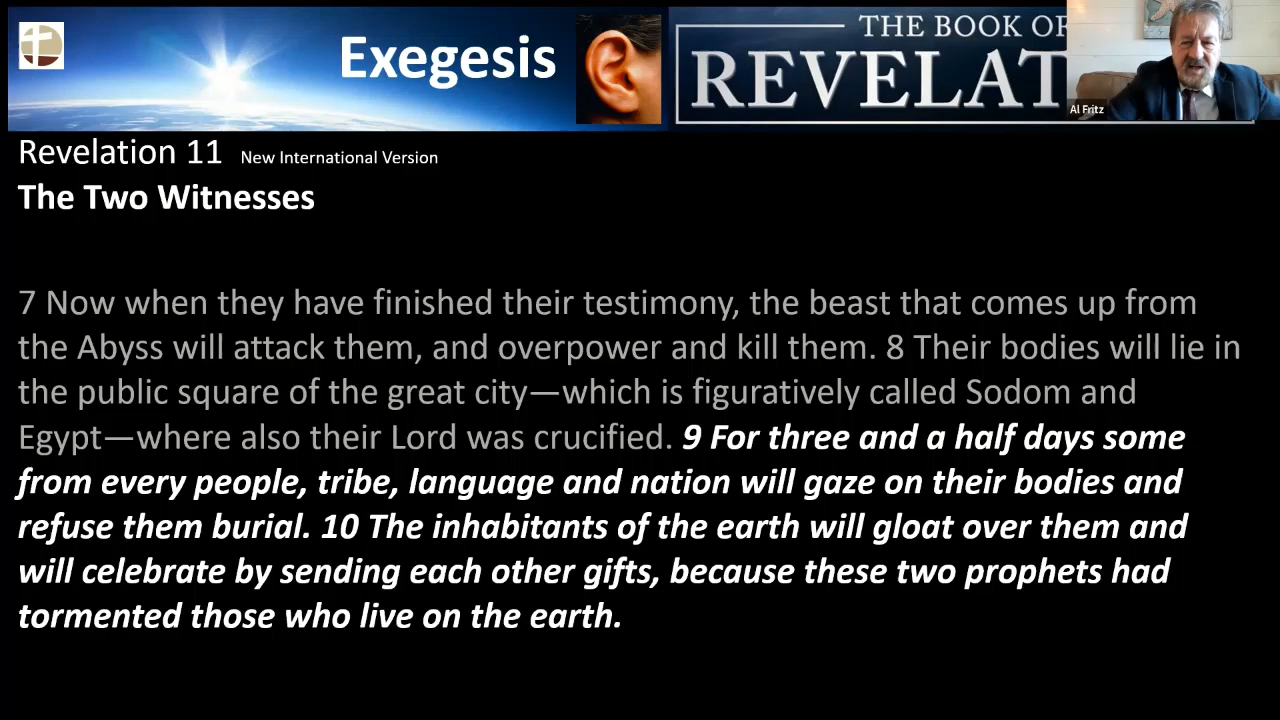 Exegesis
THE BOOK OF
REVELAT
Al Fritz
Revelation 11 New International Version
The Two Witnesses
7 Now when they have finished their testimony, the beast that comes up from
the Abyss will attack them, and overpower and kill them. 8 Their bodies will lie in
the public square of the great city—which is figuratively called Sodom and
Egypt—where also their Lord was crucified. 9 For three and a half days some
from every people, tribe, language and nation will gaze on their bodies and
refuse them burial. 10 The inhabitants of the earth will gloat over them and
will celebrate by sending each other gifts, because these two prophets had
tormented those who live on the earth.